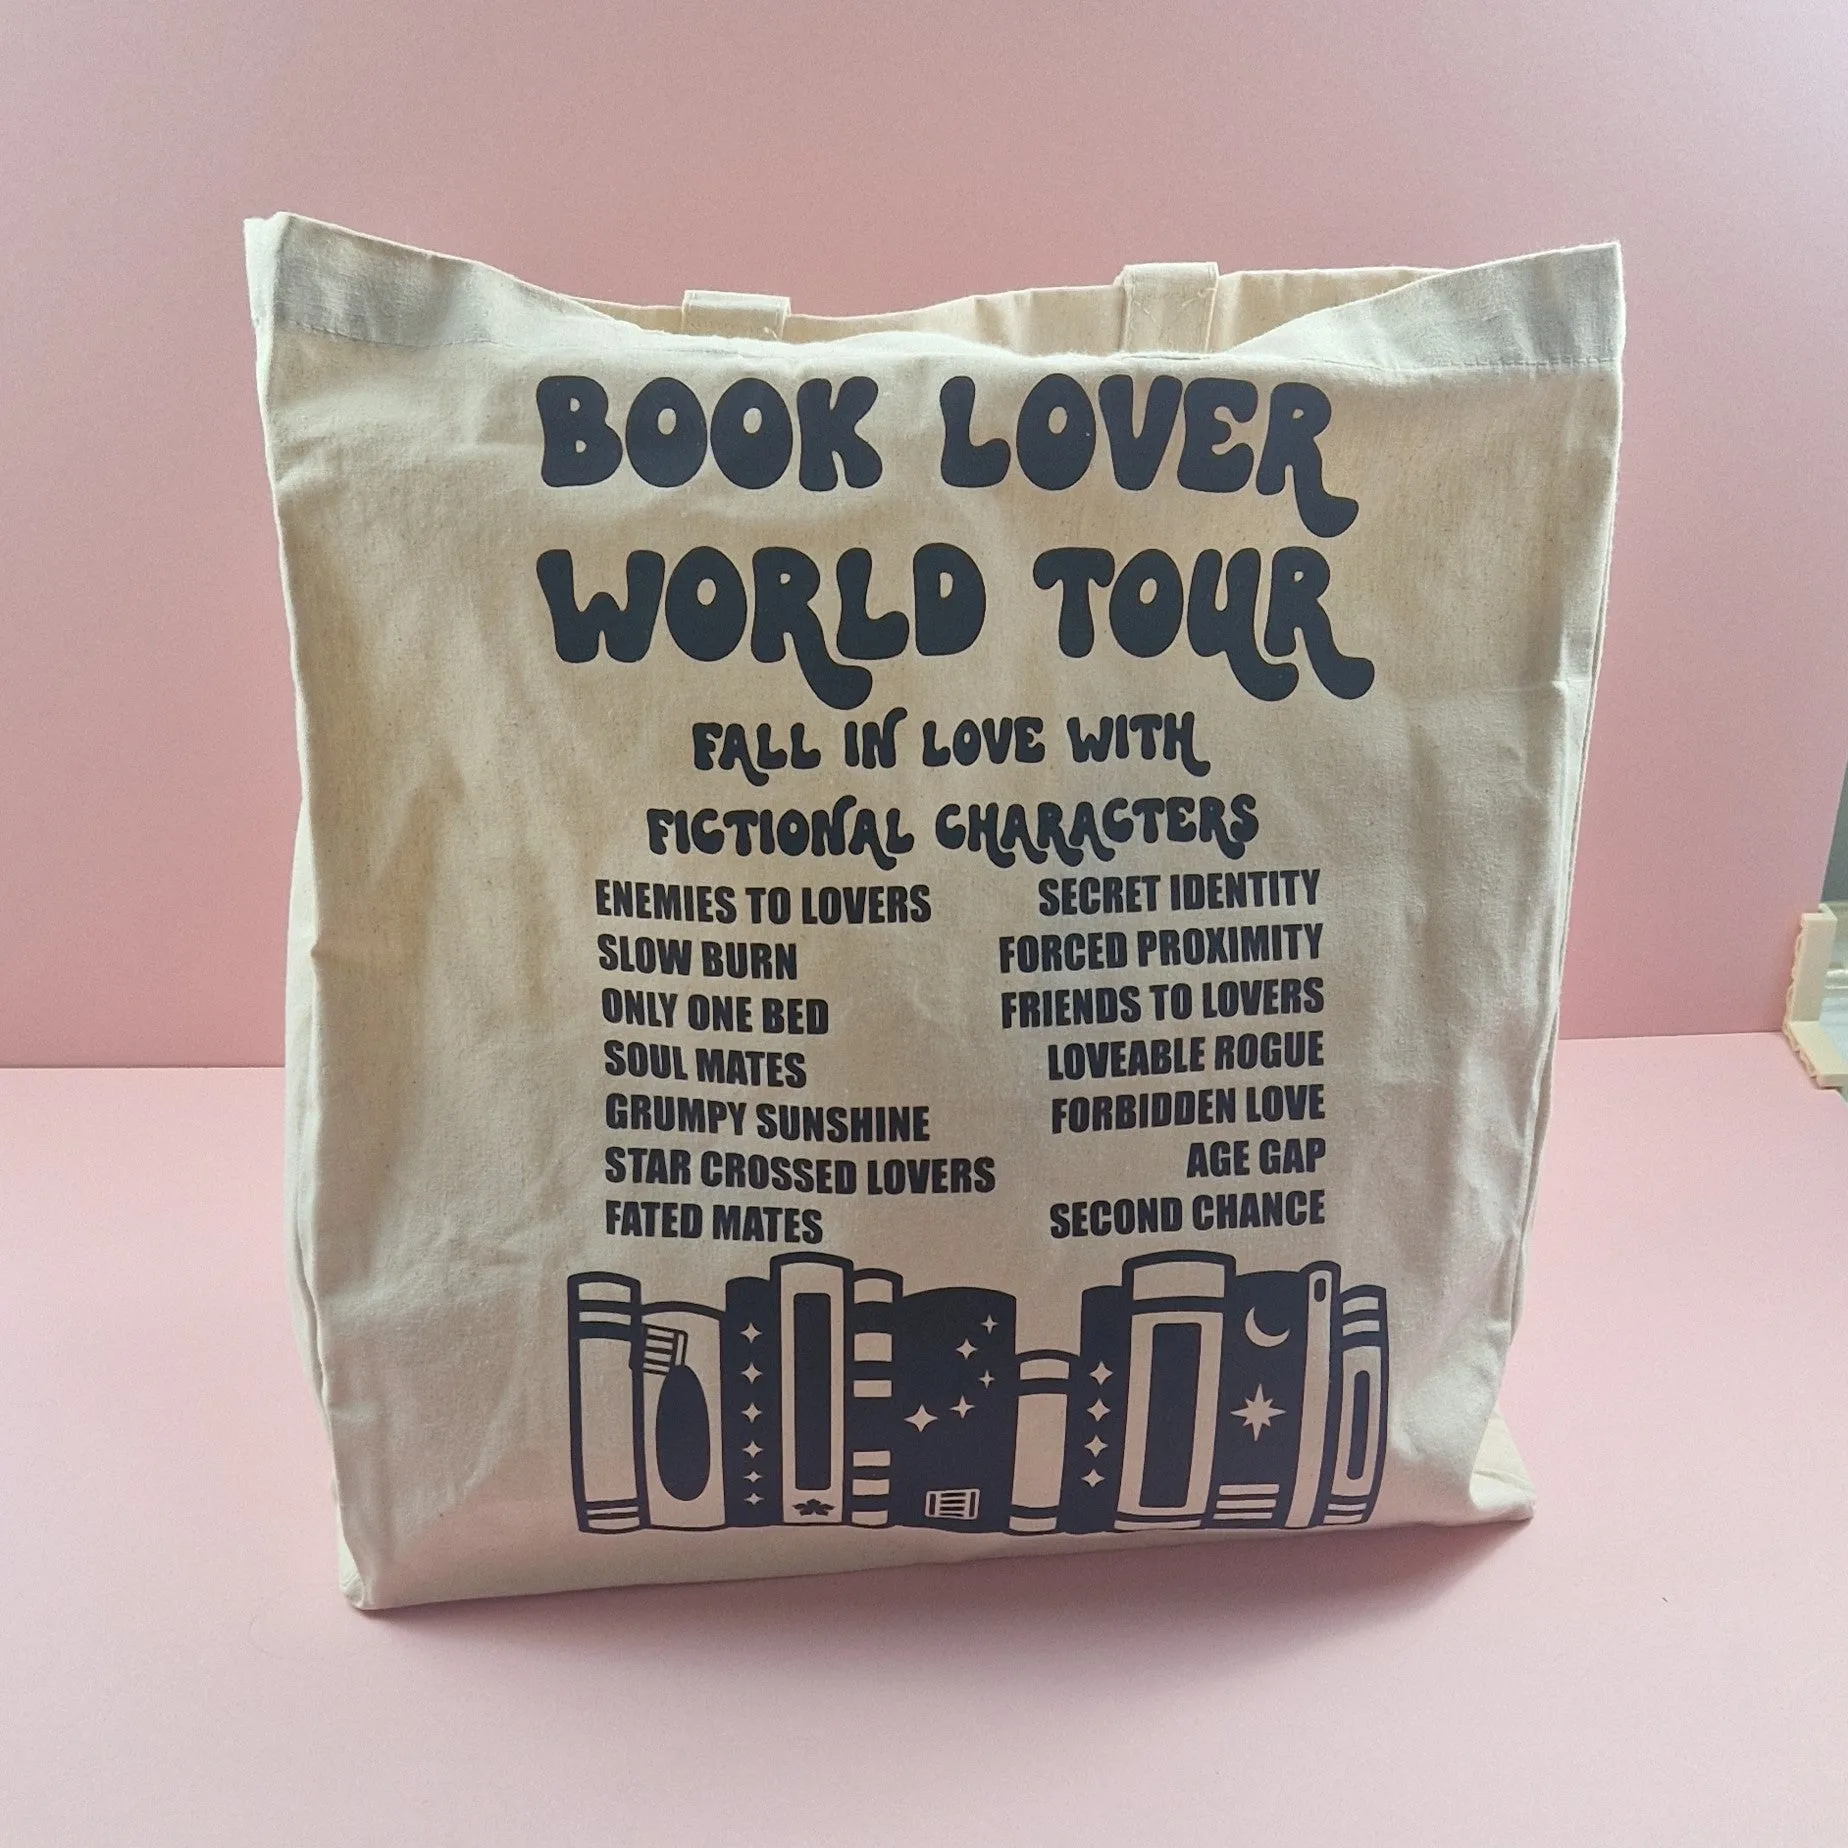 BOOK LOVER
WORLD TOUR
FALL IN LOVE WITH
FICTIONAL CHARACTERS
ENEMIES TO LOVERS
SLOW BURN
ONLY ONE BED
SOUL MATES
GRUMPY SUNSHINE
STAR CROSSED LOVERS
FATED MATES
SECRET IDENTITY
FORCED PROXIMITY
FRIENDS TO LOVERS
LOVEABLE ROGUE
FORBIDDEN LOVE
AGE GAP
SECOND CHANCE